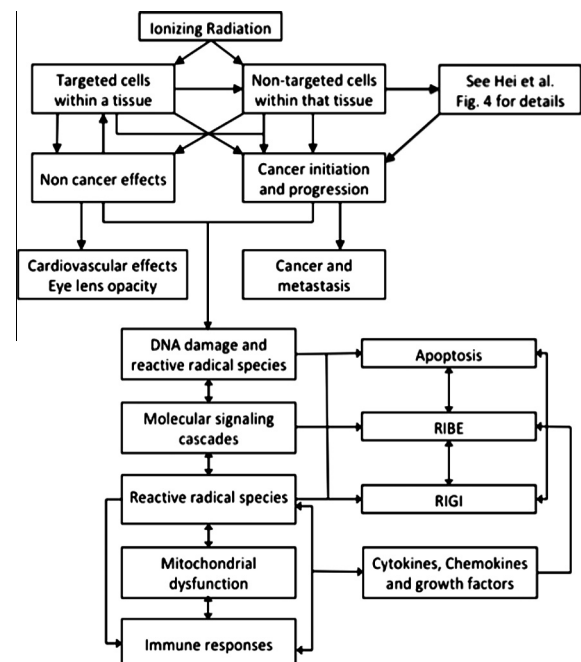 Ionizing Radiation
Targeted cells
within a tissue
Non-targeted cells
within that tissue
See Hei et al.
Fig. 4 for details
Non cancer effects
Cancer initiation
and progression
Cardiovascular effects
Eye lens opacity
Cancer and
metastasis
DNA damage and
reactive radical species
Apoptosis
Molecular signaling
cascades
RIBE
Reactive radical species
RIGI
Mitochondrial
dysfunction
Cytokines, Chemokines
and growth factors
Immune responses